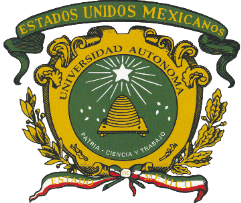 ESTADOS UNIDOS MEXICANOS
UNIVERSIDAD AUTONOMA
PATRIA • CIENCIA Y TRABAJO